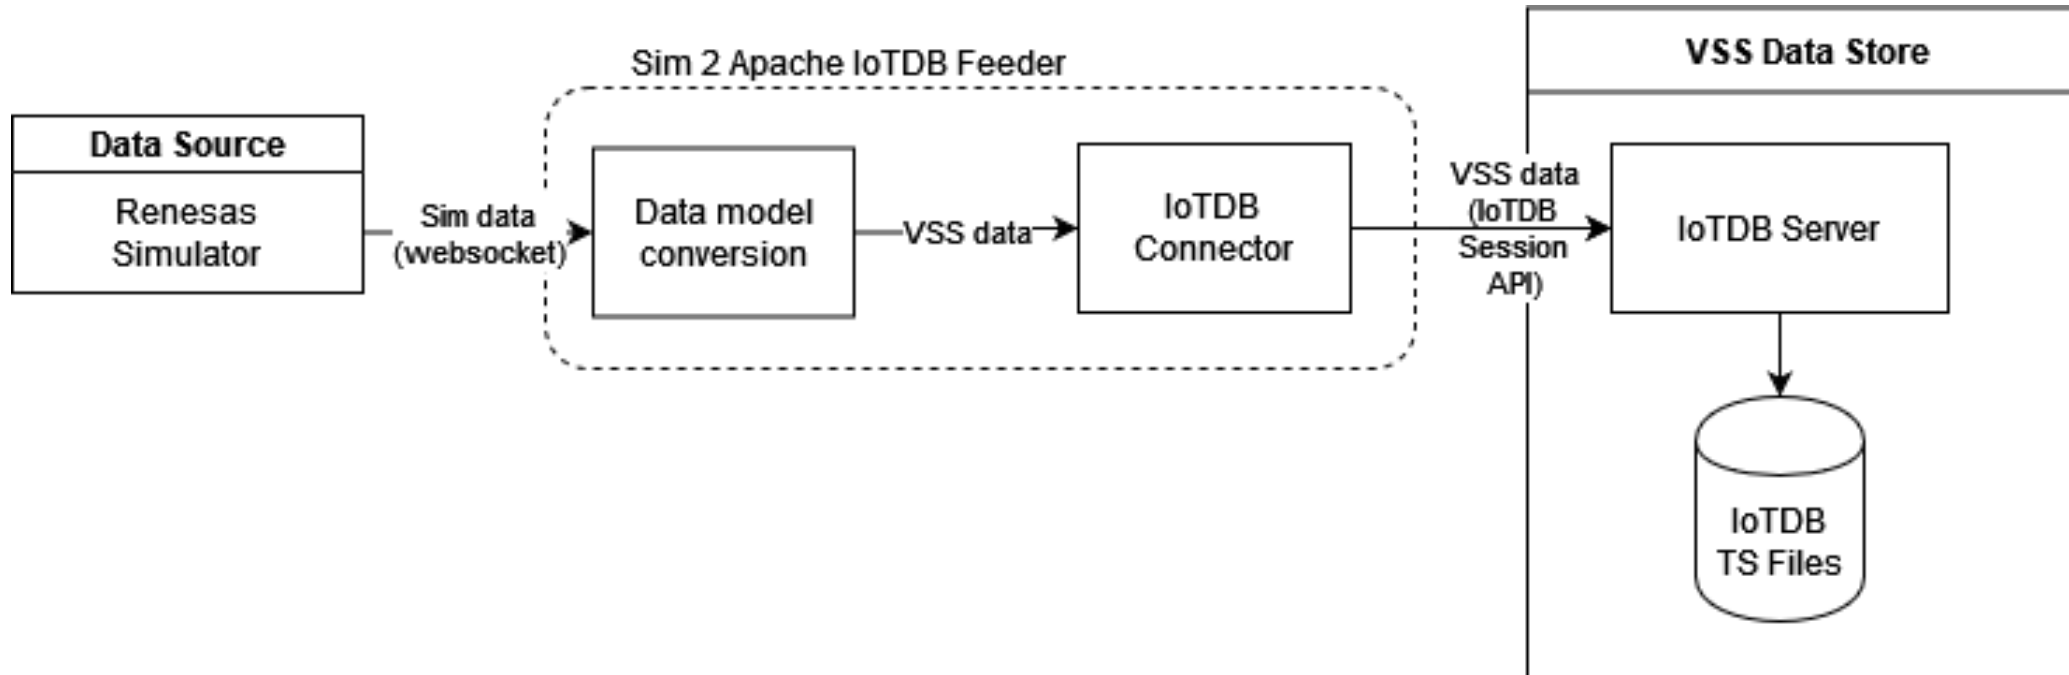 Sim 2 Apache IoTDB Feeder
VSS Data Store
Data Source
Renesas
Simulator
Sim data
(websocket)
Data model
conversion
VSS data
IoTDB
Connector
VSS data
(IoTDB
Session
API)
IoTDB Server
IoTDB
TS Files